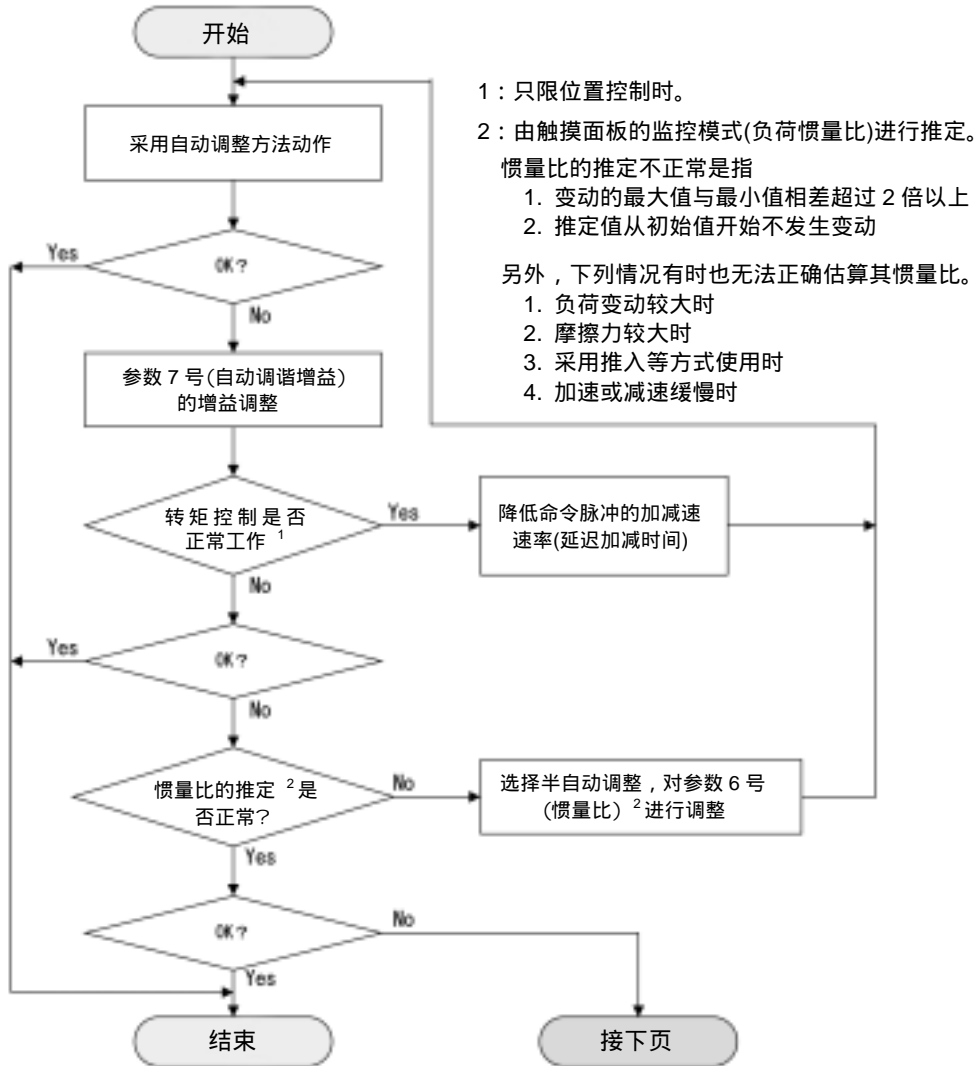 开始
1：只限位置控制时。
2：由触摸面板的监控模式(负荷惯量比)进行推定。
惯量比的推定不正常是指
1. 变动的最大值与最小值相差超过 2 倍以上
2. 推定值从初始值开始不发生变动
另外，下列情况有时也无法正确估算其惯量比。
1. 负荷变动较大时
2. 摩擦力较大时
3. 采用推入等方式使用时
4. 加速或减速缓慢时
采用自动调整方法动作
OK？
Yes
No
参数 7 号(自动调谐增益)
的增益调整
转矩控制是否
正常工作 1
Yes
降低命令脉冲的加减速
速率(延迟加减时间)
No
OK？
Yes
No
惯量比的推定 2 是
否正常？
No
选择半自动调整，对参数 6 号
(惯量比) 2 进行调整
Yes
OK？
No
Yes
结束
接下页